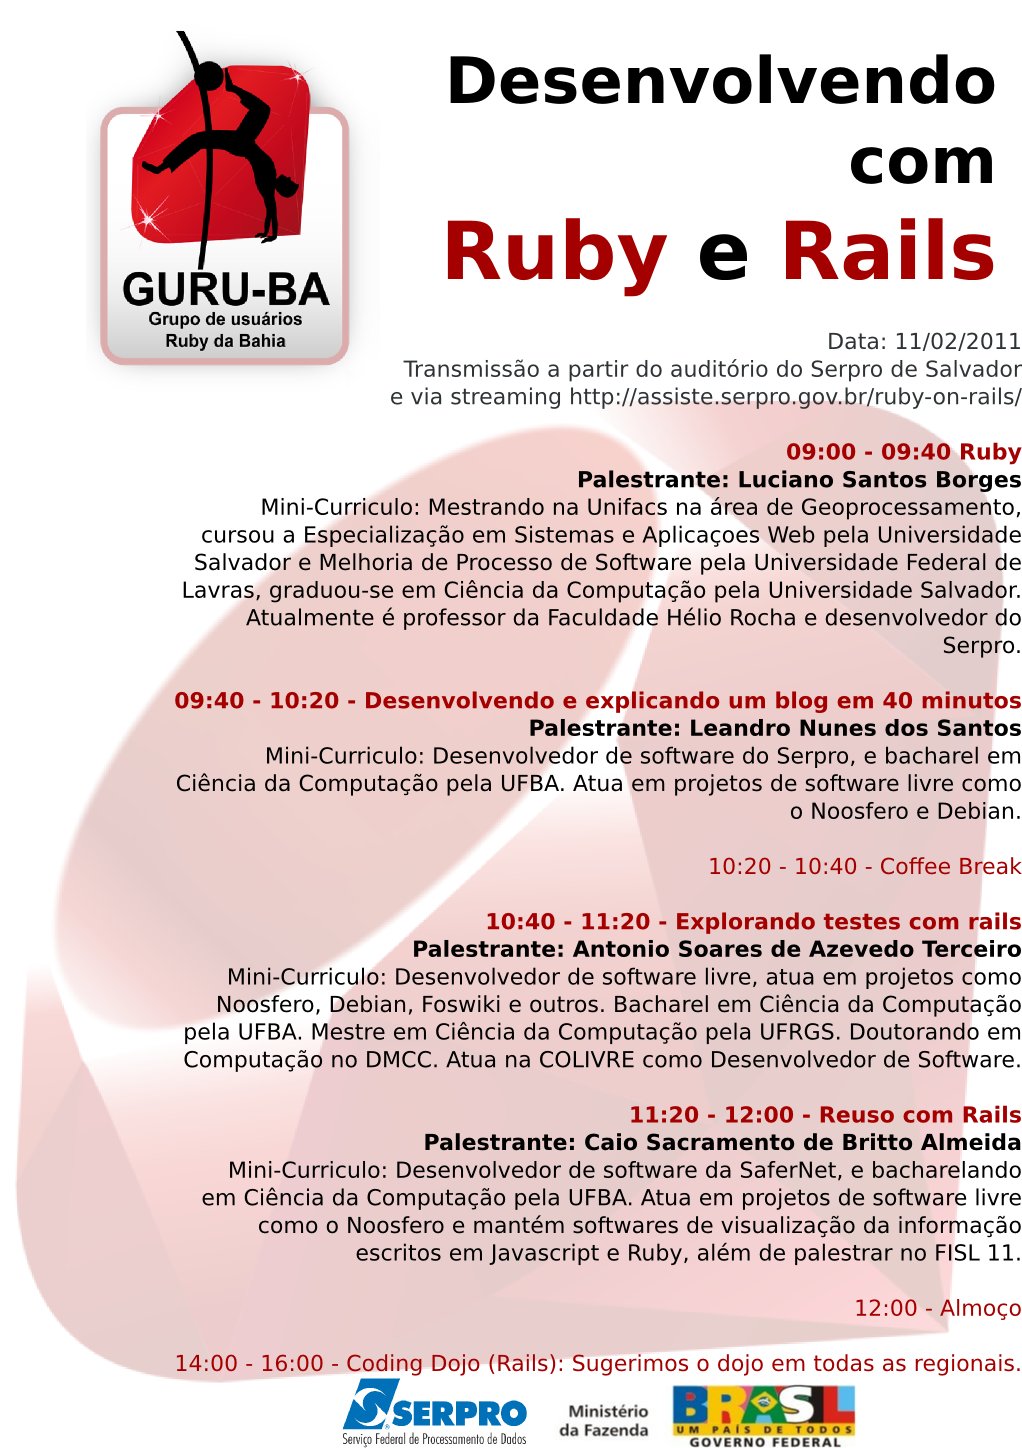 Desenvolvendo
com
Ruby e Rails
GURU-BA
Grupo de usuários
Ruby da Bahia
Data: 11/02/2011
Transmissão a partir do auditório do Serpro de Salvador
e via streaming http://assiste.serpro.gov.br/ruby-on-rails/
09:00 - 09:40 Ruby
Palestrante: Luciano Santos Borges
Mini-Curriculo: Mestrando na Unifacs na área de Geoprocessamento,
cursou a Especialização em Sistemas e Aplicaçoes Web pela Universidade
Salvador e Melhoria de Processo de Software pela Universidade Federal de
Lavras, graduou-se em Ciência da Computação pela Universidade Salvador.
Atualmente é professor da Faculdade Hélio Rocha e desenvolvedor do
Serpro.
09:40 - 10:20 - Desenvolvendo e explicando um blog em 40 minutos
Palestrante: Leandro Nunes dos Santos
Mini-Curriculo: Desenvolvedor de software do Serpro, e bacharel em
Ciência da Computação pela UFBA. Atua em projetos de software livre como
o Noosfero e Debian.
10:20 - 10:40 - Coffee Break
10:40 - 11:20 - Explorando testes com rails
Palestrante: Antonio Soares de Azevedo Terceiro
Mini-Curriculo: Desenvolvedor de software livre, atua em projetos como
Noosfero, Debian, Foswiki e outros. Bacharel em Ciência da Computação
pela UFBA. Mestre em Ciência da Computação pela UFRGS. Doutorando em
Computação no DMCC. Atua na COLIVRE como Desenvolvedor de Software.
11:20 - 12:00 - Reuso com Rails
Palestrante: Caio Sacramento de Britto Almeida
Mini-Curriculo: Desenvolvedor de software da SaferNet, e bacharelando
em Ciência da Computação pela UFBA. Atua em projetos de software livre
como o Noosfero e mantém softwares de visualização da informação
escritos em Javascript e Ruby, além de palestrar no FISL 11.
12:00 - Almoço
14:00 - 16:00 - Coding Dojo (Rails): Sugerimos o dojo em todas as regionais.
SERPRO
Serviço Federal de Processamento de Dados
Ministério
da Fazenda
BRASIL
UM PAÍS DE TODOS
GOVERNO FEDERAL